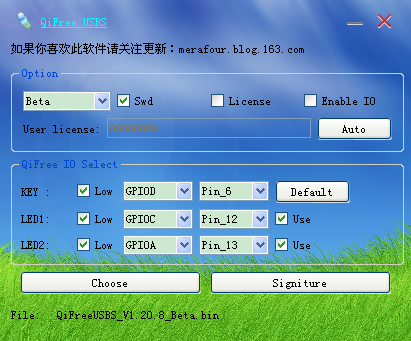 QiFree USBS
如果你喜欢此软件请关注更新：merafour.blog.163.com
Option
Beta Swd License Enable IO
User license: 00000000 Auto
QiFree IO Select
KEY : Low GPIOD Pin_6 Default
LED1: Low GPIOC Pin_12 Use
LED2: Low GPIOA Pin_13 Use
Choose Signiture
File: QiFreeUSBS_V1.20.8_Beta.bin